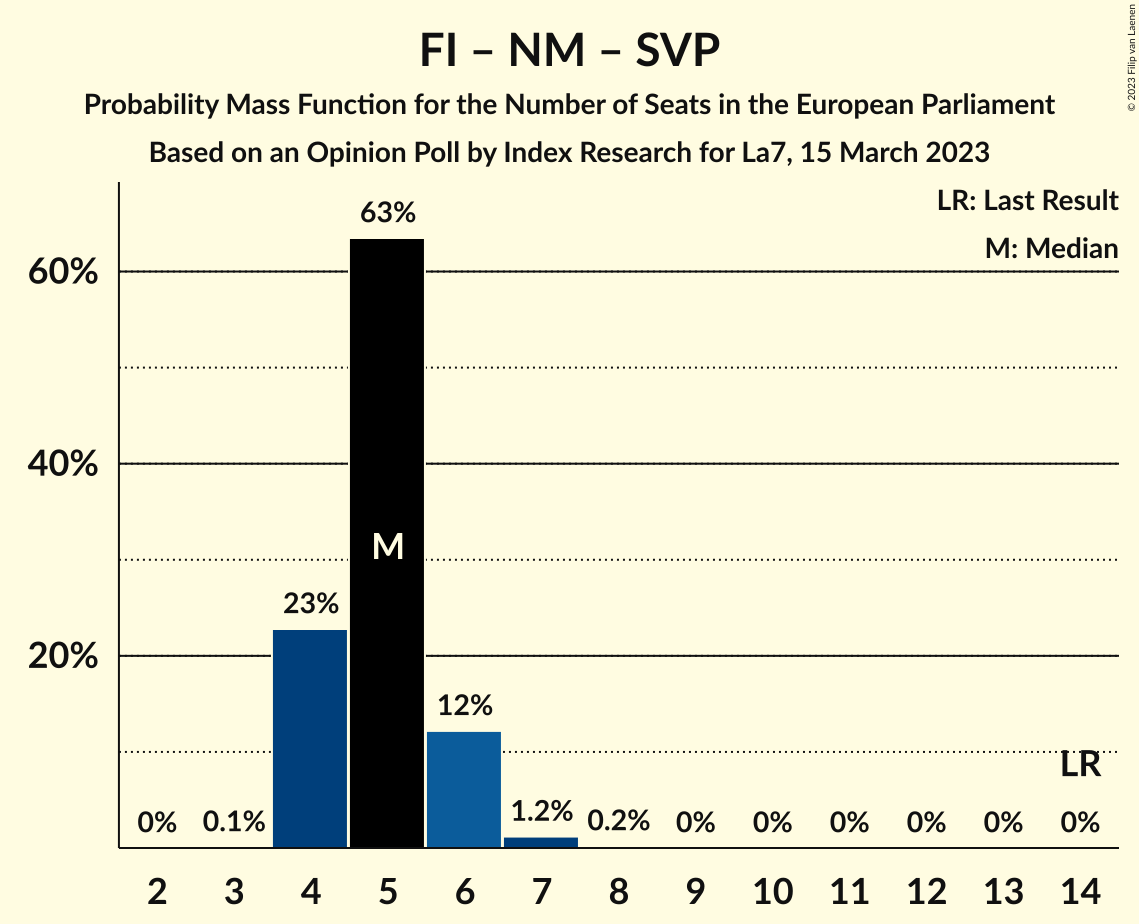 FI – NM – SVP
Probability Mass Function for the Number of Seats in the European Parliament
Based on an Opinion Poll by Index Research for La7, 15 March 2023
© 2023 Filip van Laenen
LR: Last Result
M: Median
63%
60%
40%
M
23%
20%
12%
LR
0%
0.1%
1.2%
0.2%
0%
0%
0%
0%
0%
0%
2 3 4 5 6 7 8 9 10 11 12 13 14